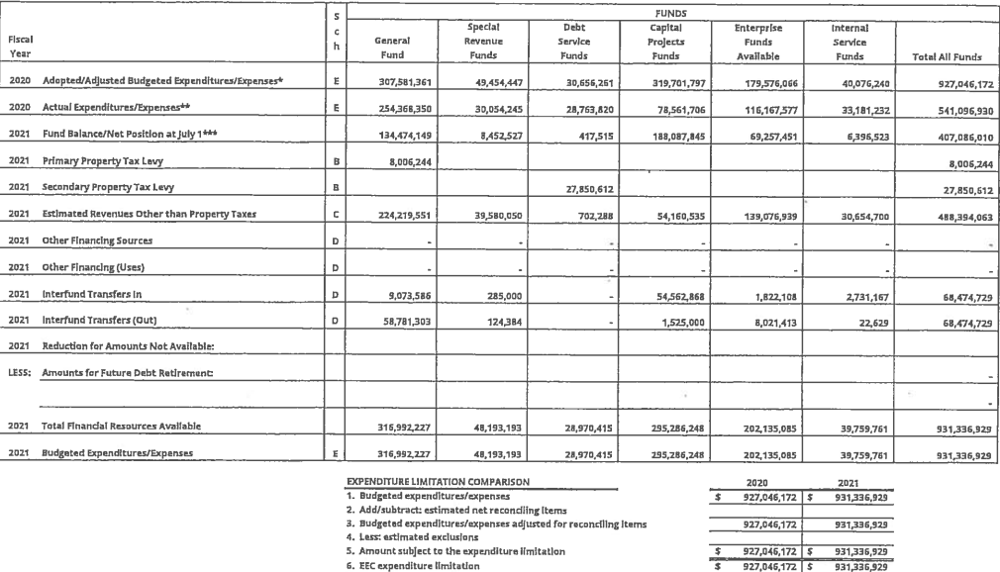 FUNDS
Fiscal Year Sch General Fund Special Revenue Funds Debt Service Funds Capital Projects Funds Enterprise Funds Available Internal Service Funds Total All Funds
2020 Adopted/Adjusted Budgeted Expenditures/Expenses* E 307,581,361 49,454,447 30,656,261 319,701,797 179,576,066 40,076,240 927,046,172
2020 Actual Expenditures/Expenses** E 254,368,350 30,054,245 28,763,820 78,561,706 116,167,577 33,181,232 541,096,930
2021 Fund Balance/Net Position at July 1*** 134,474,149 8,452,527 417,515 188,087,845 69,257,451 6,396,523 407,086,010
2021 Primary Property Tax Levy B 8,006,244 8,006,244
2021 Secondary Property Tax Levy B 27,850,612 27,850,612
2021 Estimated Revenues Other than Property Taxes C 224,219,551 39,580,050 702,288 54,160,535 139,076,939 30,654,700 488,394,063
2021 Other Financing Sources D - - - - - - -
2021 Other Financing (Uses) D - - - - - - -
2021 Interfund Transfers In D 9,073,586 285,000 - 54,562,868 1,822,108 2,731,167 68,474,729
2021 Interfund Transfers (Out) D 58,781,303 124,384 - 1,525,000 8,021,413 22,629 68,474,729
2021 Reduction for Amounts Not Available:
LESS: Amounts for Future Debt Retirement: -
-
2021 Total Financial Resources Available 316,992,227 48,193,193 28,970,415 295,286,248 202,135,085 39,759,761 931,336,929
2021 Budgeted Expenditures/Expenses E 316,992,227 48,193,193 28,970,415 295,286,248 202,135,085 39,759,761 931,336,929
EXPENDITURE LIMITATION COMPARISON 2020 2021
1. Budgeted expenditures/expenses $ 927,046,172 $ 931,336,929
2. Add/subtract: estimated net reconciling items
3. Budgeted expenditures/expenses adjusted for reconciling items 927,046,172 931,336,929
4. Less: estimated exclusions
5. Amount subject to the expenditure limitation $ 927,046,172 $ 931,336,929
6. EEC expenditure limitation $ 927,046,172 $ 931,336,929